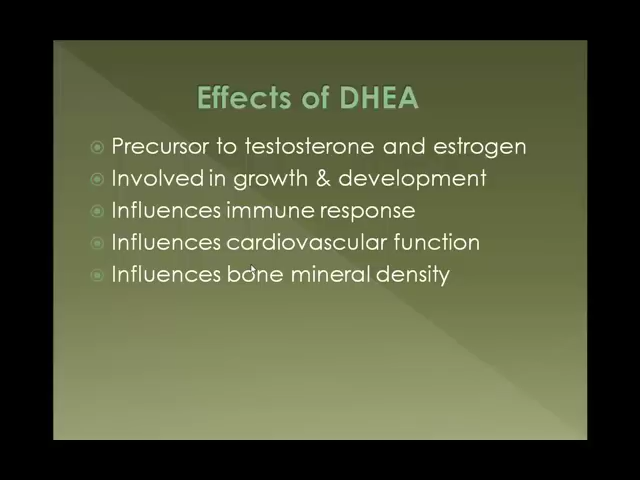 Effects of DHEA
Precursor to testosterone and estrogen
Involved in growth & development
Influences immune response
Influences cardiovascular function
Influences bone mineral density